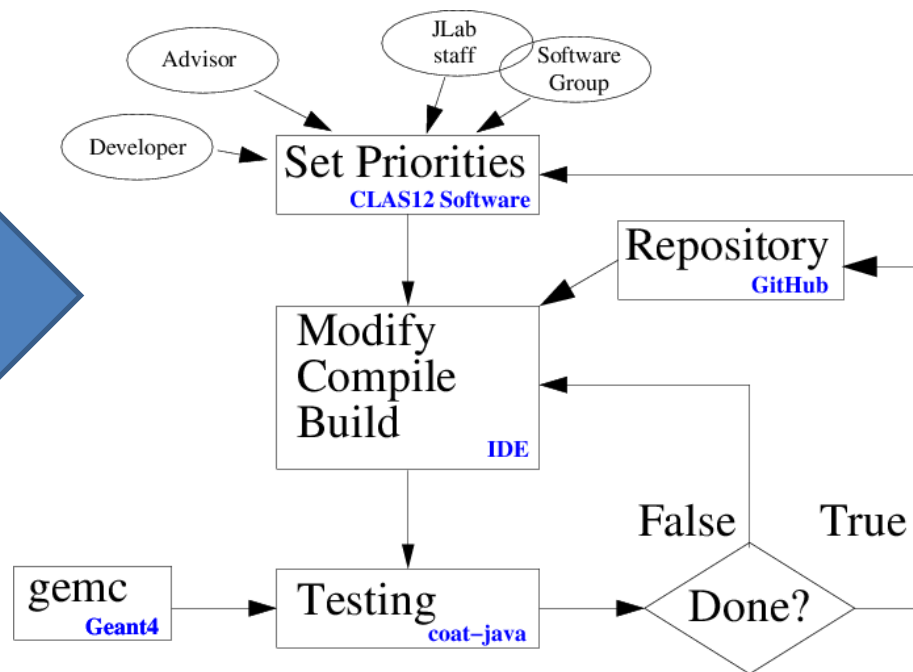 JLab
staff
Advisor
Software
Group
Developer
Set Priorities
CLAS12 Software
Repository
GitHub
Modify
Compile
Build
IDE
False
True
gemc
Geant4
Testing
coat-java
Done?